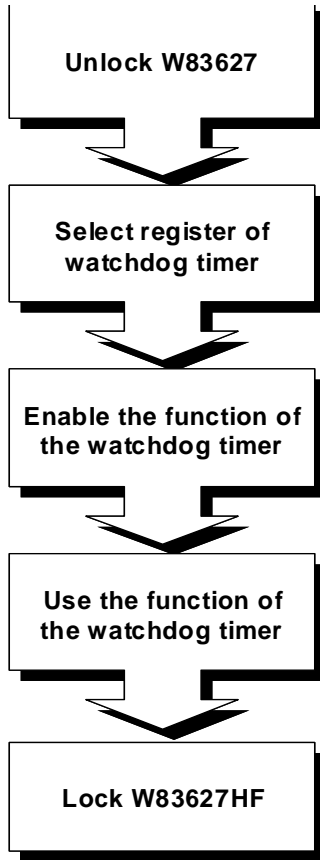 Unlock W83627
Select register of
watchdog timer
Enable the function of
the watchdog timer
Use the function of
the watchdog timer
Lock W83627HF